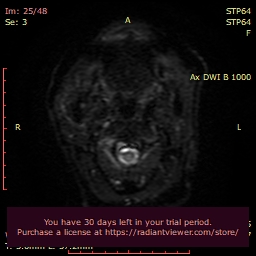 Im: 25/48
Se: 3
A
STP64
STP64
F
Ax DWI B 1000
R
L
You have 30 days left in your trial period.
Purchase a license at https://radiantviewer.com/store/